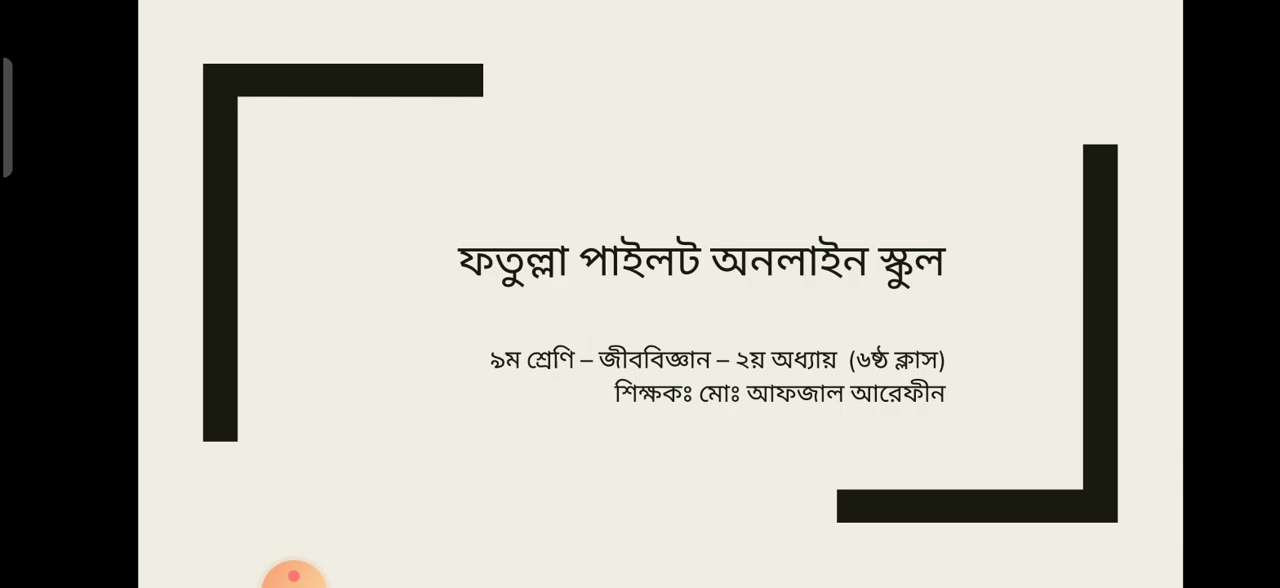 ফতুল্লা পাইলট অনলাইন স্কুল
৯ম শ্রেণি – জীববিজ্ঞান – ২য় অধ্যায় (৬ষ্ঠ ক্লাস)
শিক্ষকঃ মোঃ আফজাল আরেফীন